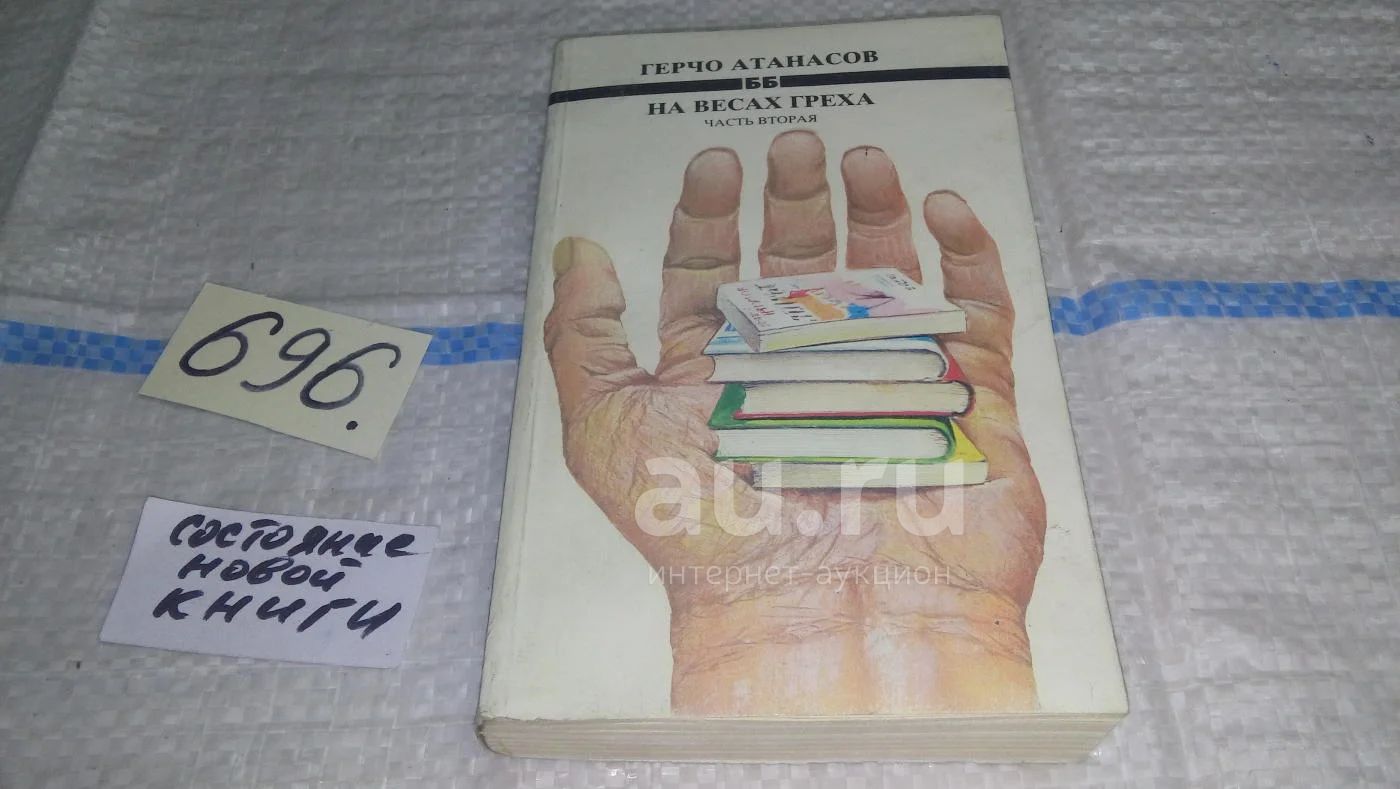 ГЕРЧО АТАНАСОВ
ББ
НА ВЕСАХ ГРЕХА
ЧАСТЬ ВТОРАЯ
696.
состояние
новой
книги
au.ru
интернет-аукцион